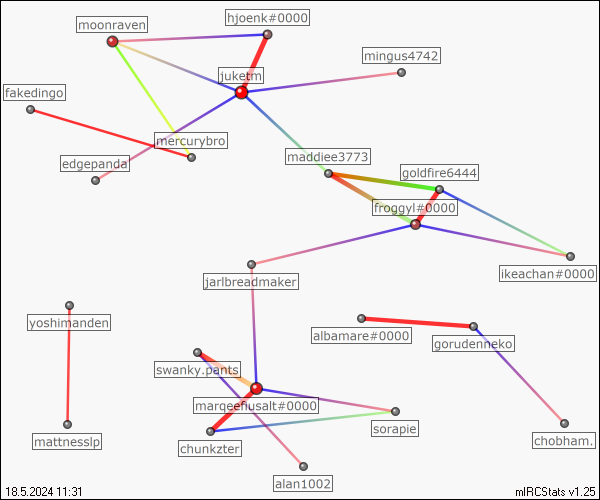 hjoenk#0000
moonraven
mingus4742
juketm
fakedingo
mercurybro
maddiee3773
edgepanda
goldfire6444
froggyl#0000
ikeachan#0000
jarlbreadmaker
yoshimanden
albamare#0000
gorudenneko
swanky.pants
marqeefiusalt#0000
sorapie
mattnesslp
chunkzter
chobham.
alan1002
18.5.2024 11:31
mIRCStats v1.25